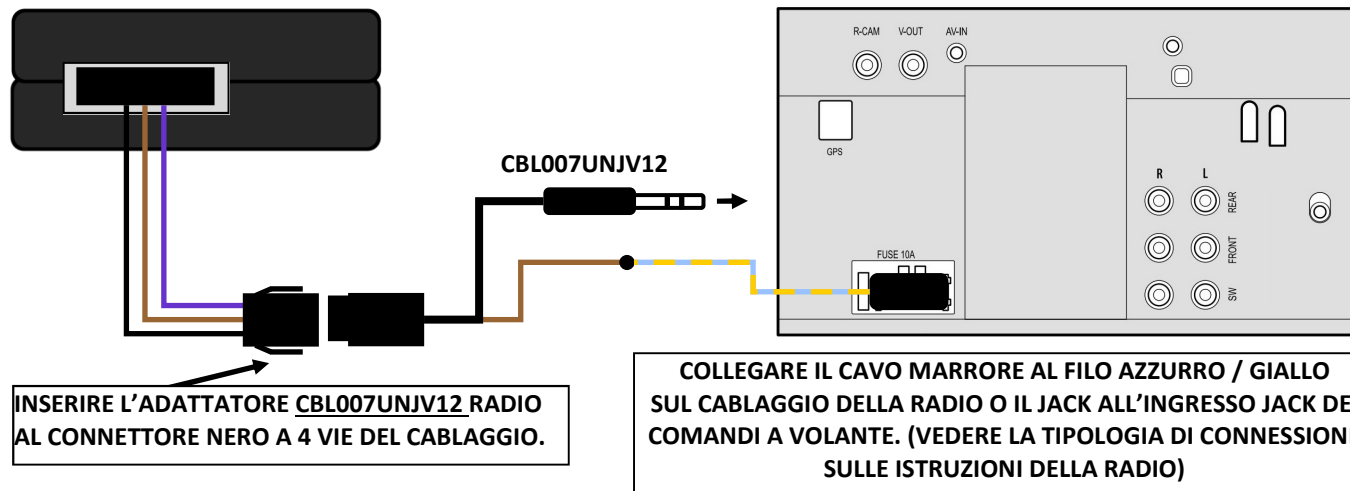 R-CAM V-OUT AV-IN
GPS
CBL007UNJV12
R L
REAR
FRONT
SW
FUSE 10A
INSERIRE L’ADATTATORE CBL007UNJV12 RADIO
AL CONNETTORE NERO A 4 VIE DEL CABLAGGIO.
COLLEGARE IL CAVO MARRORE AL FILO AZZURRO / GIALLO
SUL CABLAGGIO DELLA RADIO O IL JACK ALL’INGRESSO JACK DE
COMANDI A VOLANTE. (VEDERE LA TIPOLOGIA DI CONNESSION
SULLE ISTRUZIONI DELLA RADIO)